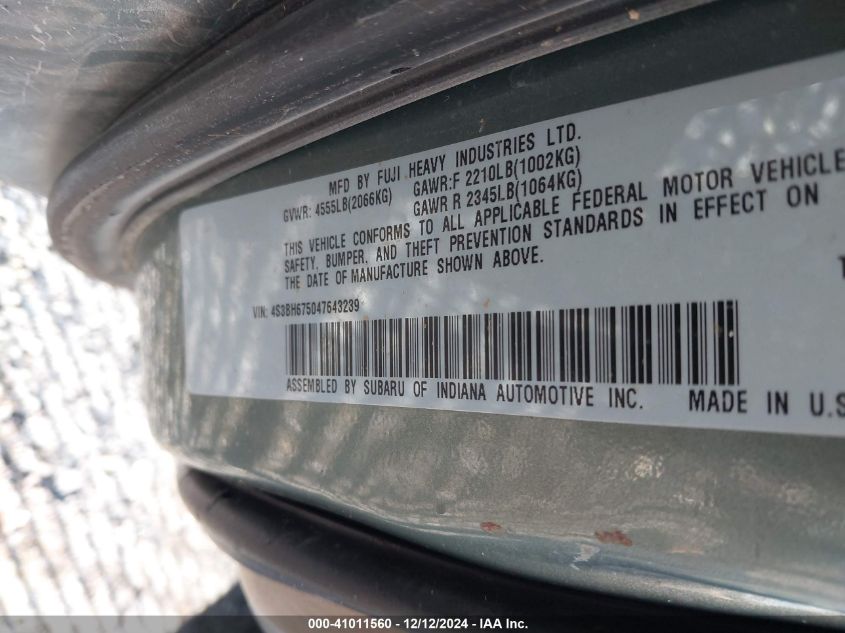 MFD BY FUJI HEAVY INDUSTRIES LTD.
GVWR: 4555LB(2066KG) GAWR:F 2210LB(1002KG)
GAWR R 2345LB(1064KG)
THIS VEHICLE CONFORMS TO ALL APPLICABLE FEDERAL MOTOR VEHICLE
SAFETY, BUMPER, AND THEFT PREVENTION STANDARDS IN EFFECT ON
THE DATE OF MANUFACTURE SHOWN ABOVE.
VIN: 4S3BH675047643239
ASSEMBLED BY SUBARU OF INDIANA AUTOMOTIVE INC. MADE IN U.S
000-41011560 - 12/12/2024 - IAA Inc.